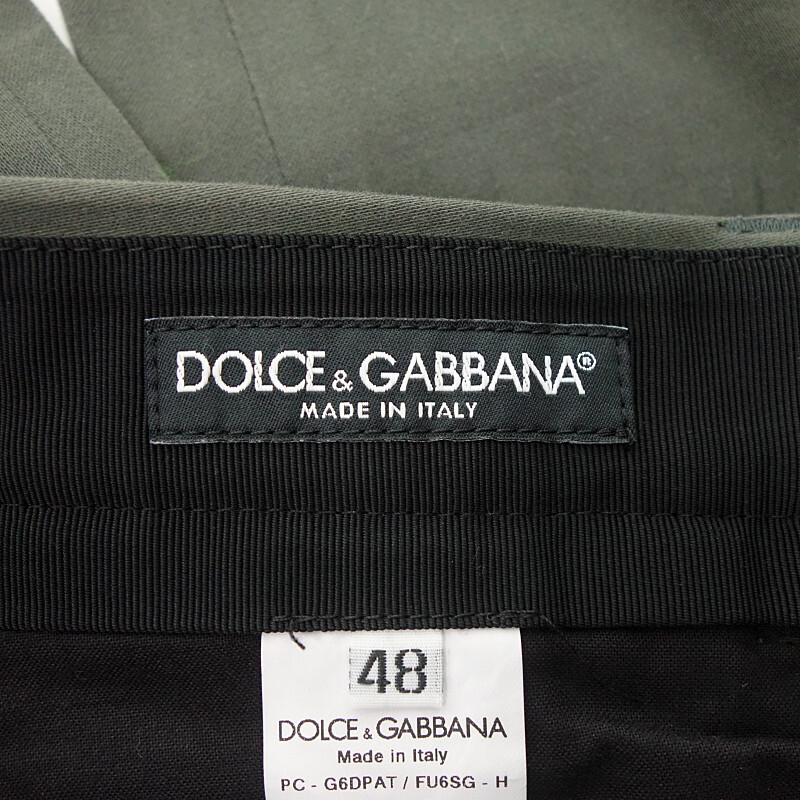 DOLCE & GABBANA®
MADE IN ITALY
48
DOLCE & GABBANA
Made in Italy
PC - G6DPAT / FU6SG - H